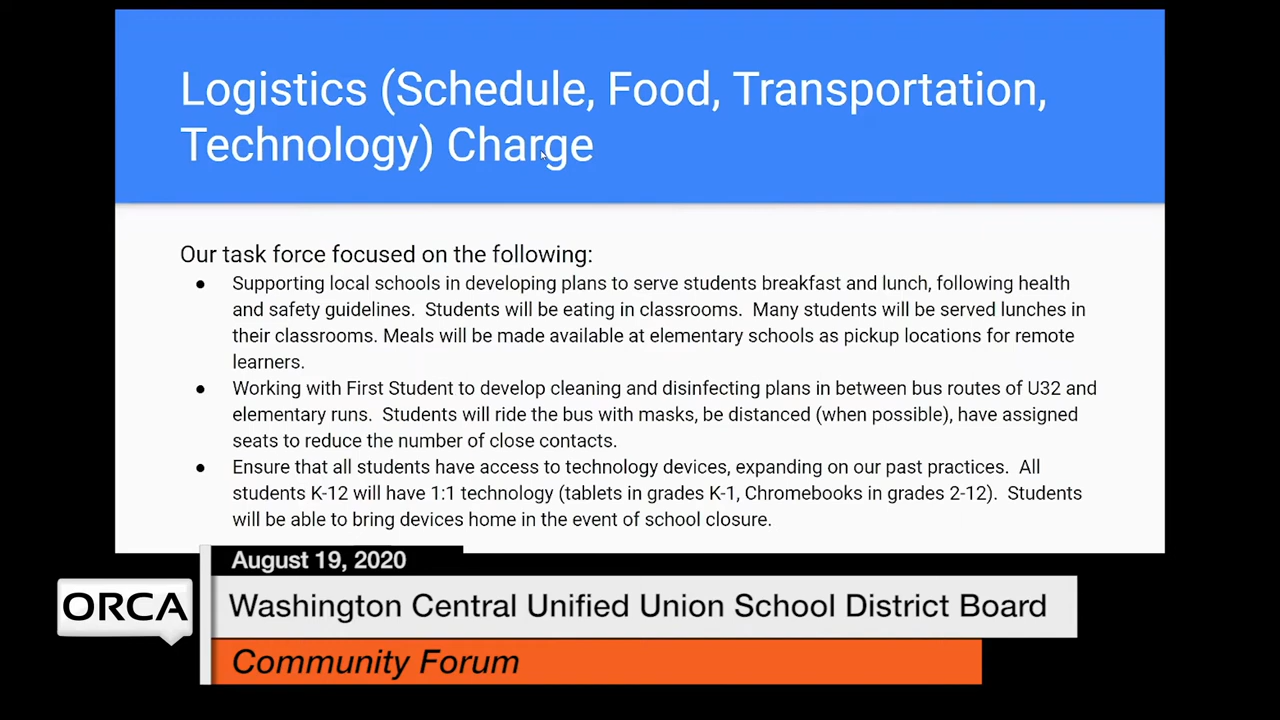 Logistics (Schedule, Food, Transportation,
Technology) Charge
Our task force focused on the following:
● Supporting local schools in developing plans to serve students breakfast and lunch, following health
and safety guidelines. Students will be eating in classrooms. Many students will be served lunches in
their classrooms. Meals will be made available at elementary schools as pickup locations for remote
learners.
● Working with First Student to develop cleaning and disinfecting plans in between bus routes of U32 and
elementary runs. Students will ride the bus with masks, be distanced (when possible), have assigned
seats to reduce the number of close contacts.
● Ensure that all students have access to technology devices, expanding on our past practices. All
students K-12 will have 1:1 technology (tablets in grades K-1, Chromebooks in grades 2-12). Students
will be able to bring devices home in the event of school closure.
August 19, 2020
ORCA
Washington Central Unified Union School District Board
Community Forum